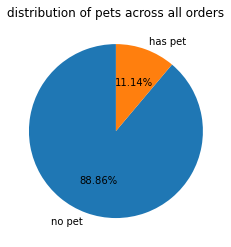 distribution of pets across all orders
has pet
11.14%
88.86%
no pet